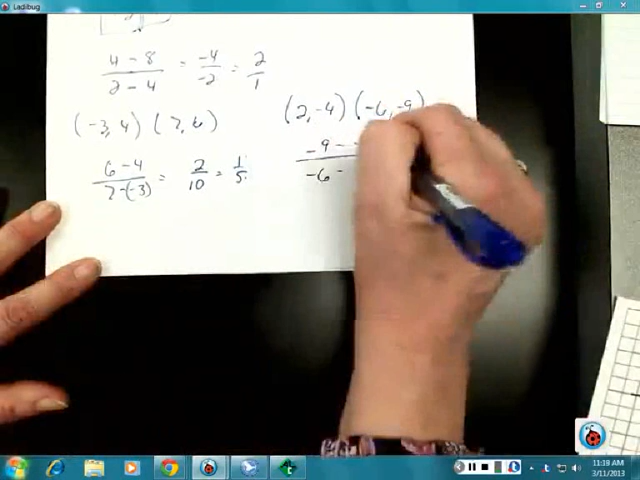 Ladibug
4 - 8 / 2 - 4 = -4 / -2 = 2 / 1
(-3, 4) (7, 6)
6 - 4 / 7 - (-3) = 2 / 10 = 1 / 5
(2, -4) (-6, -9)
-9 - / -6 -
11:19 AM
3/11/2013